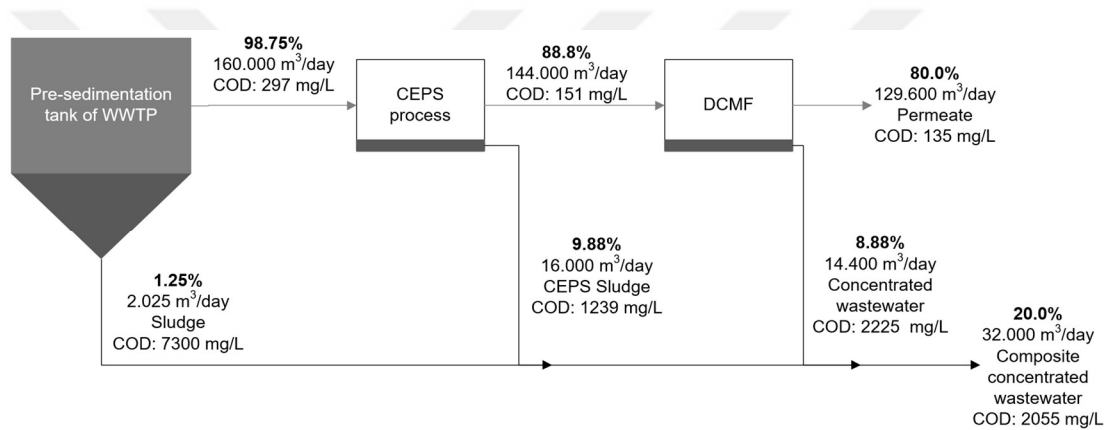 Pre-sedimentation
tank of WWTP
98.75%
160.000 m³/day
COD: 297 mg/L
CEPS
process
88.8%
144.000 m³/day
COD: 151 mg/L
DCMF
80.0%
129.600 m³/day
Permeate
COD: 135 mg/L
1.25%
2.025 m³/day
Sludge
COD: 7300 mg/L
9.88%
16.000 m³/day
CEPS Sludge
COD: 1239 mg/L
8.88%
14.400 m³/day
Concentrated
wastewater
COD: 2225 mg/L
20.0%
32.000 m³/day
Composite
concentrated
wastewater
COD: 2055 mg/L